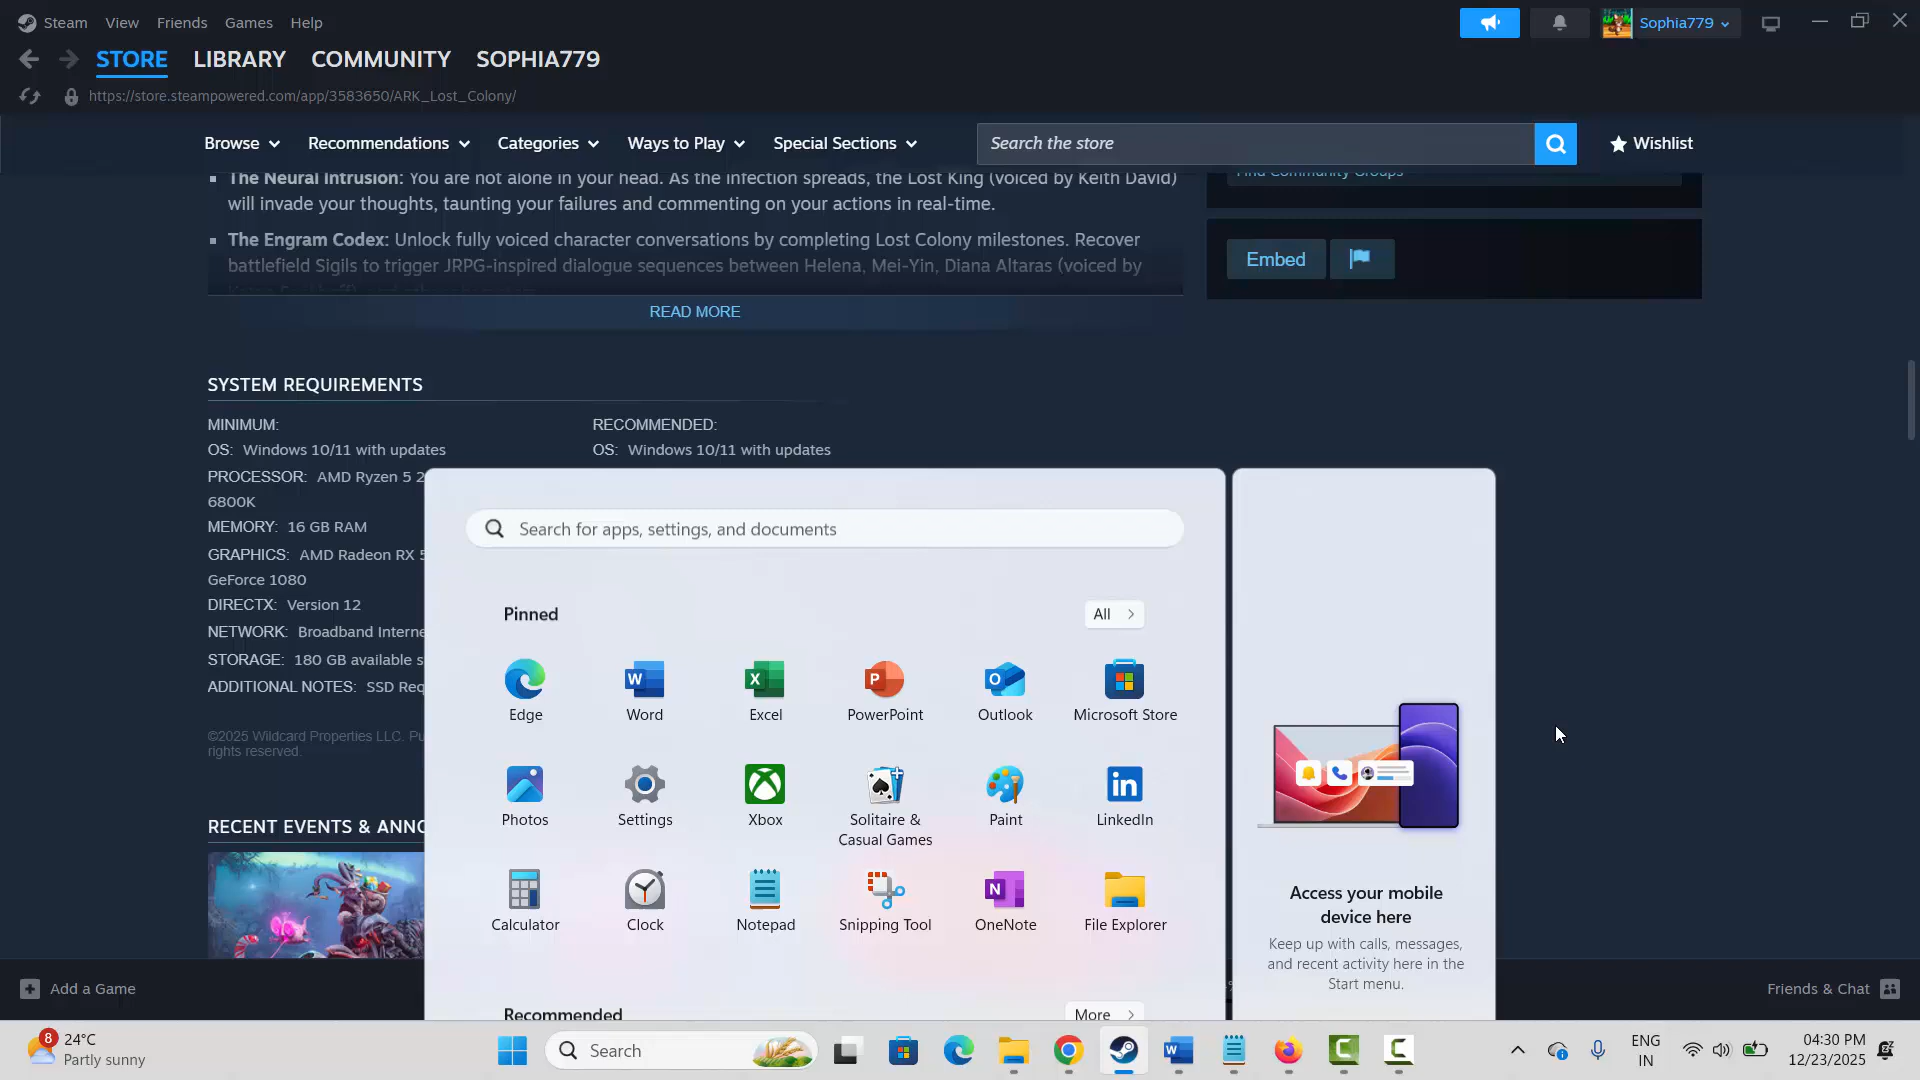 Steam View Friends Games Help
Sophia779
STORE LIBRARY COMMUNITY SOPHIA779
https://store.steampowered.com/app/3583650/ARK_Lost_Colony/
Browse Recommendations Categories Ways to Play Special Sections Search the store Wishlist
The Neural Intrusion: You are not alone in your head. As the infection spreads, the Lost King (voiced by Keith David)
will invade your thoughts, taunting your failures and commenting on your actions in real-time.
The Engram Codex: Unlock fully voiced character conversations by completing Lost Colony milestones. Recover
battlefield Sigils to trigger JRPG-inspired dialogue sequences between Helena, Mei-Yin, Diana Altaras (voiced by
READ MORE
Find Community Groups
Embed
SYSTEM REQUIREMENTS
MINIMUM:
OS: Windows 10/11 with updates
PROCESSOR: AMD Ryzen 5 2
6800K
MEMORY: 16 GB RAM
GRAPHICS: AMD Radeon RX 5
GeForce 1080
DIRECTX: Version 12
NETWORK: Broadband Interne
STORAGE: 180 GB available s
ADDITIONAL NOTES: SSD Req
RECOMMENDED:
OS: Windows 10/11 with updates
©2025 Wildcard Properties LLC. Pu
rights reserved.
RECENT EVENTS & ANNO
Search for apps, settings, and documents
Pinned
All
Edge Word Excel PowerPoint Outlook Microsoft Store
Photos Settings Xbox Solitaire &
Casual Games Paint LinkedIn
Calculator Clock Notepad Snipping Tool OneNote File Explorer
Recommended
More
Access your mobile
device here
Keep up with calls, messages,
and recent activity here in the
Start menu.
Add a Game
Friends & Chat
8
24°C
Partly sunny
Search
ENG
IN
04:30 PM
12/23/2025